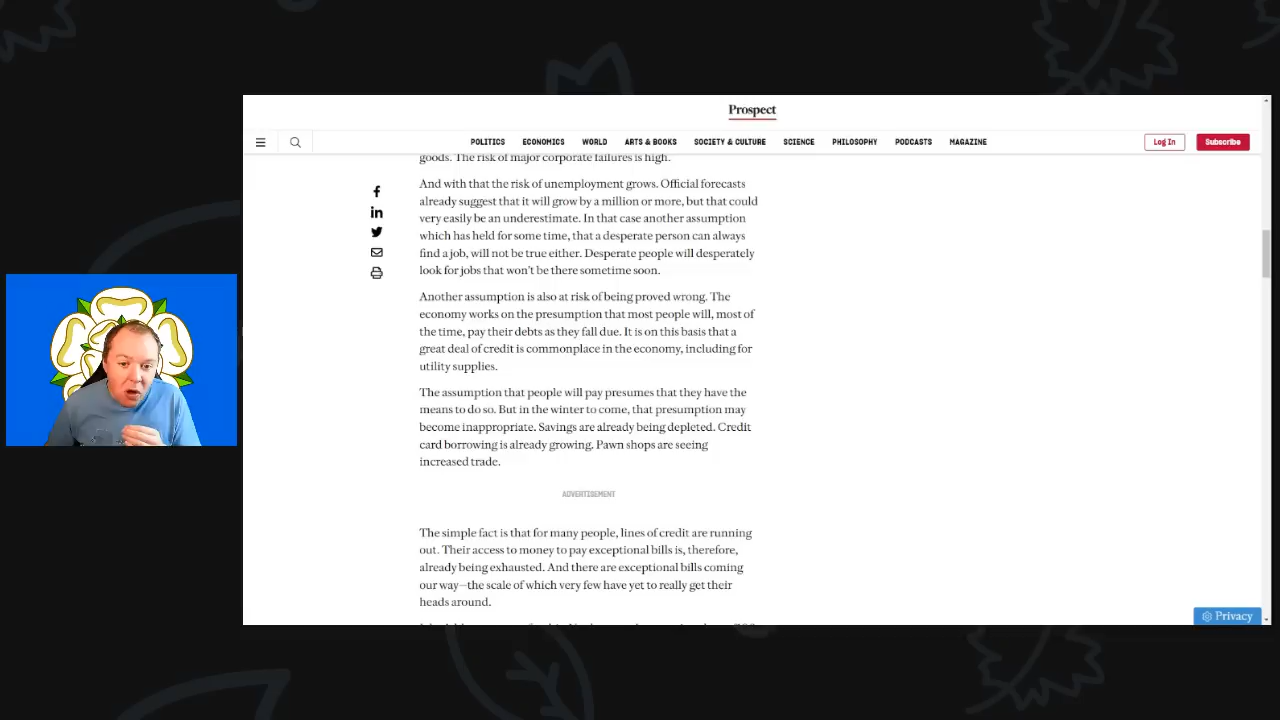 Prospect
POLITICS ECONOMICS WORLD ARTS & BOOKS SOCIETY & CULTURE SCIENCE PHILOSOPHY PODCASTS MAGAZINE Log In Subscribe
goods. The risk of major corporate failures is high.
And with that the risk of unemployment grows. Official forecasts
already suggest that it will grow by a million or more, but that could
very easily be an underestimate. In that case another assumption
which has held for some time, that a desperate person can always
find a job, will not be true either. Desperate people will desperately
look for jobs that won't be there sometime soon.
Another assumption is also at risk of being proved wrong. The
economy works on the presumption that most people will, most of
the time, pay their debts as they fall due. It is on this basis that a
great deal of credit is commonplace in the economy, including for
utility supplies.
The assumption that people will pay presumes that they have the
means to do so. But in the winter to come, that presumption may
become inappropriate. Savings are already being depleted. Credit
card borrowing is already growing. Pawn shops are seeing
increased trade.
ADVERTISEMENT
The simple fact is that for many people, lines of credit are running
out. Their access to money to pay exceptional bills is, therefore,
already being exhausted. And there are exceptional bills coming
our way—the scale of which very few have yet to really get their
heads around.
Privacy